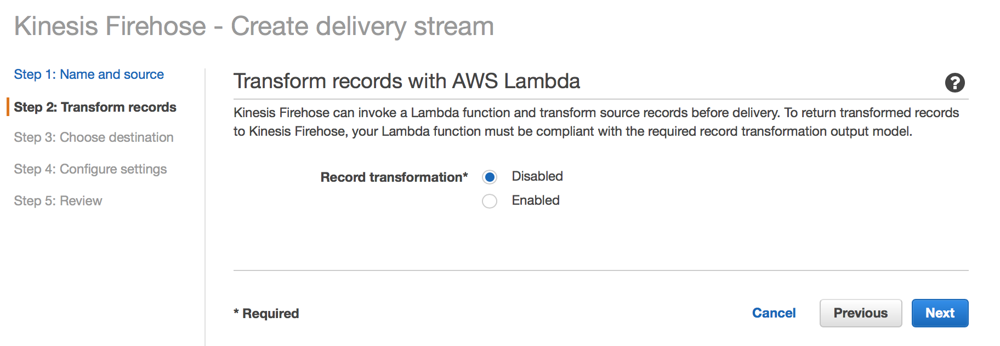 Kinesis Firehose - Create delivery stream
Step 1: Name and source
Step 2: Transform records
Step 3: Choose destination
Step 4: Configure settings
Step 5: Review
Transform records with AWS Lambda
?
Kinesis Firehose can invoke a Lambda function and transform source records before delivery. To return transformed records
to Kinesis Firehose, your Lambda function must be compliant with the required record transformation output model.
Record transformation*
Disabled
Enabled
* Required
Cancel
Previous
Next